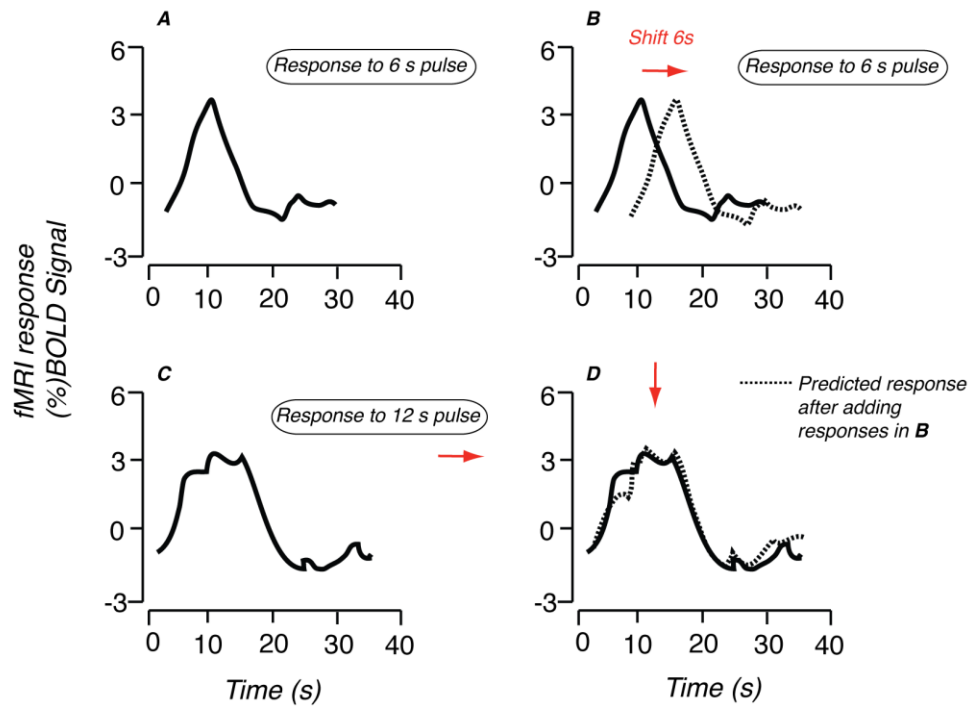 A
6
3
0
-3
Response to 6 s pulse
0 10 20 30 40
B
Shift 6s
6
3
0
-3
Response to 6 s pulse
0 10 20 30 40
fMRI response
(%)BOLD Signal
C
6
3
0
-3
Response to 12 s pulse
0 10 20 30 40
Time (s)
D
6
3
0
-3
Predicted response
after adding
responses in B
0 10 20 30 40
Time (s)